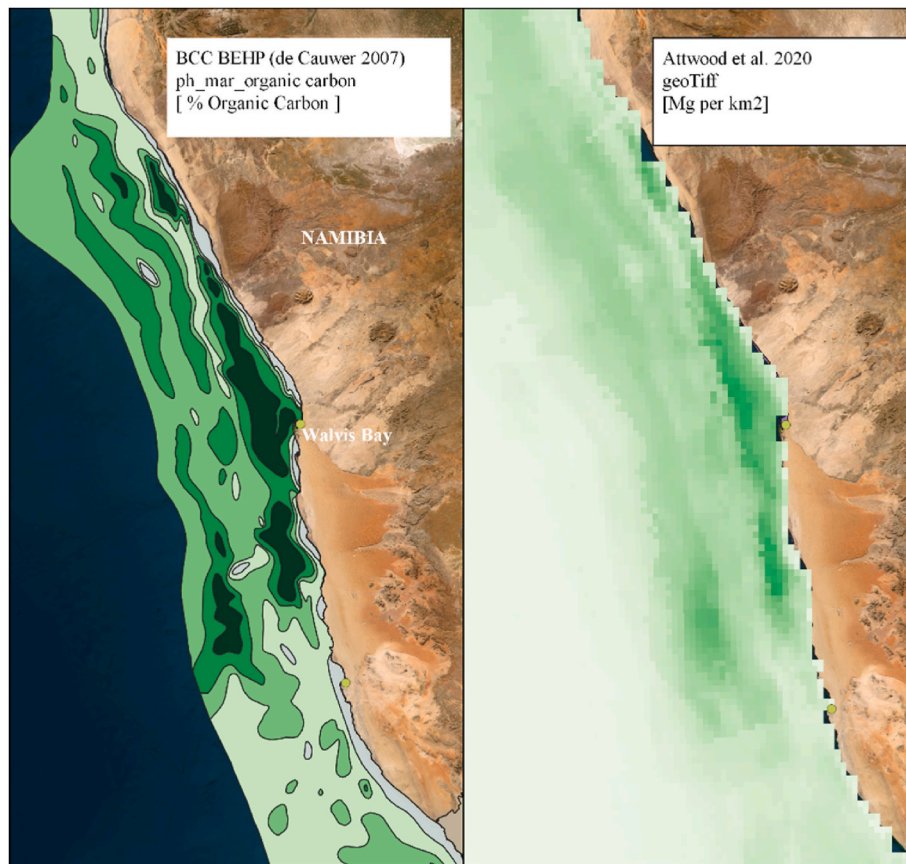 BCC BEHP (de Cauwer 2007)
ph_mar_organic carbon
[ % Organic Carbon ]
NAMIBIA
Walvis Bay
Attwood et al. 2020
geoTiff
[Mg per km2]